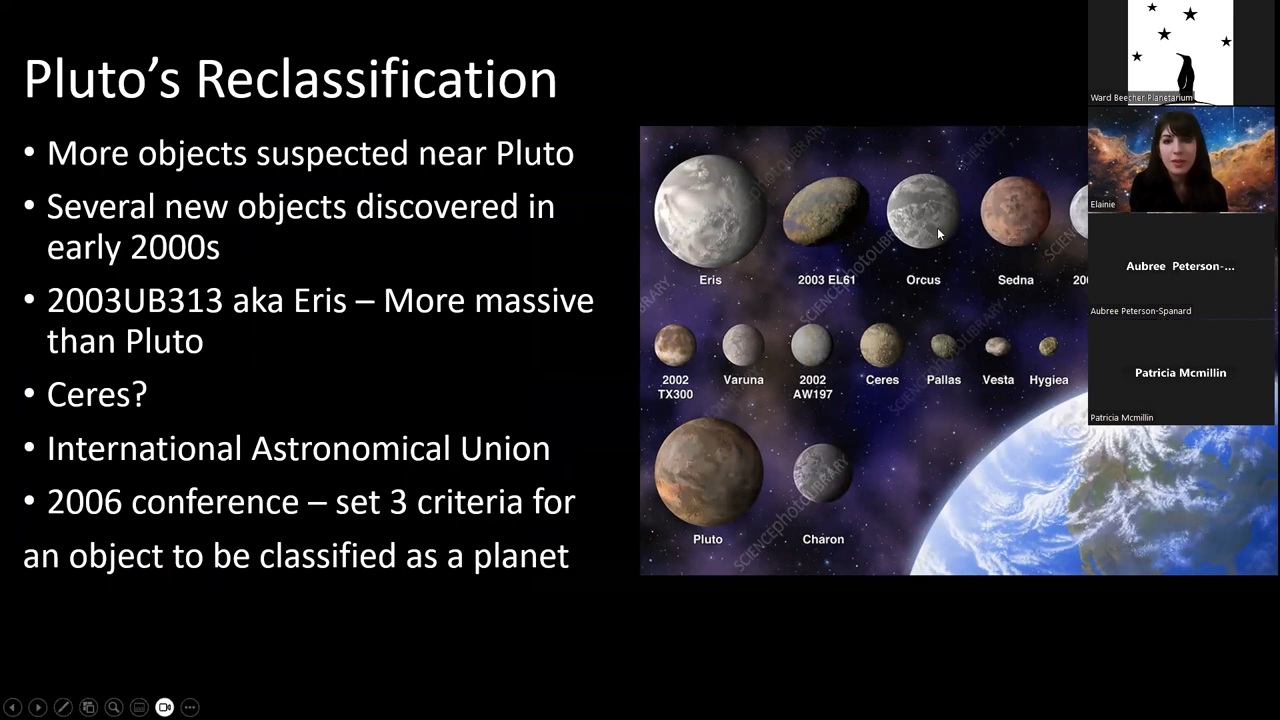 Pluto's Reclassification
• More objects suspected near Pluto
• Several new objects discovered in
early 2000s
• 2003UB313 aka Eris – More massive
than Pluto
• Ceres?
• International Astronomical Union
• 2006 conference – set 3 criteria for
an object to be classified as a planet
Eris
2003 EL61
Orcus
Sedna
2002
TX300
Varuna
2002
AW197
Ceres
Pallas
Vesta
Hygiea
Pluto
Charon
SCIENCEphotoLIBRARY
Ward Beecher Planetarium
Elainie
Aubree Peterson-...
Aubree Peterson-Spanard
Patricia Mcmillin
Patricia Mcmillin